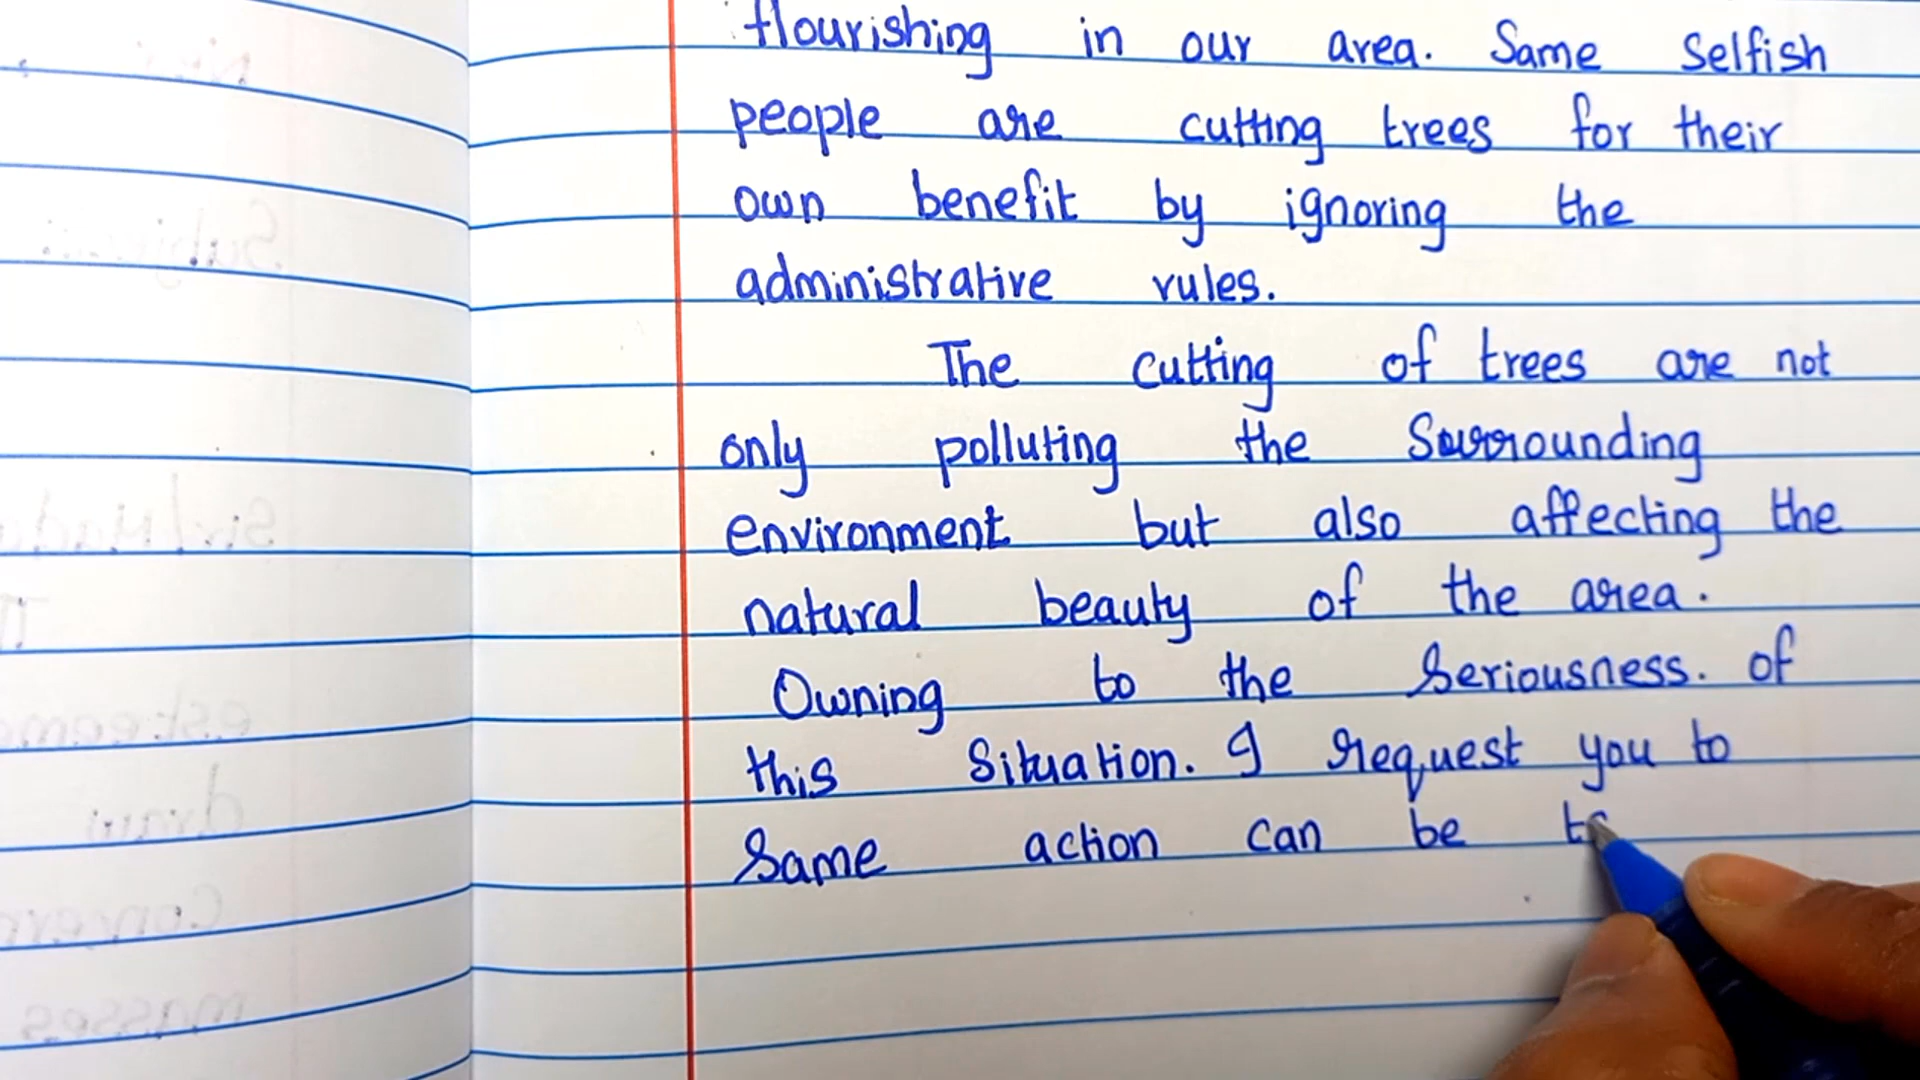 flourishing in our area. Same Selfish
people are cutting trees for their
own benefit by ignoring the
administrative rules.
The cutting of trees are not
only polluting the Surrounding
environment but also affecting the
natural beauty of the area.
Owning to the Seriousness. of
this Situation. I request you to
Same action can be